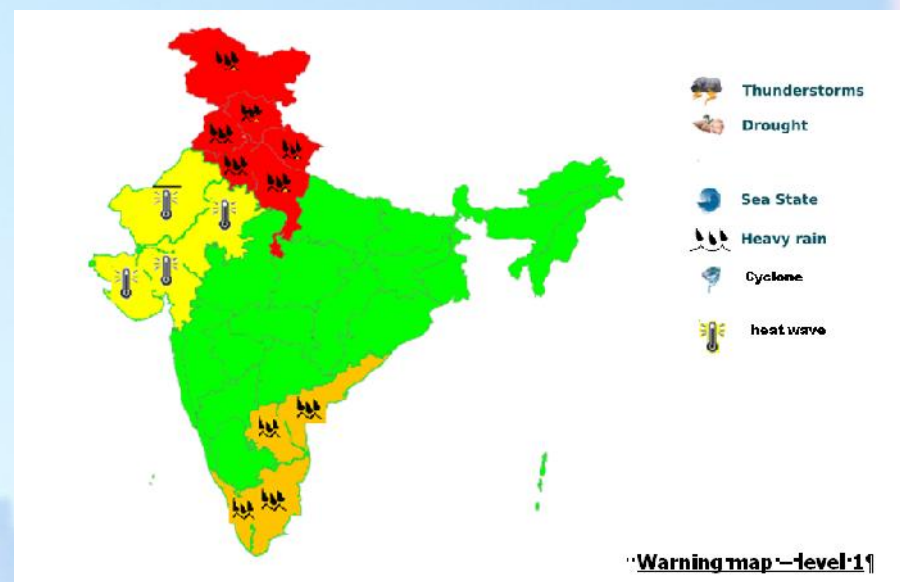 Thunderstorms
Drought
Sea State
Heavy rain
Cyclone
heat wave
Warning map – level 1¶